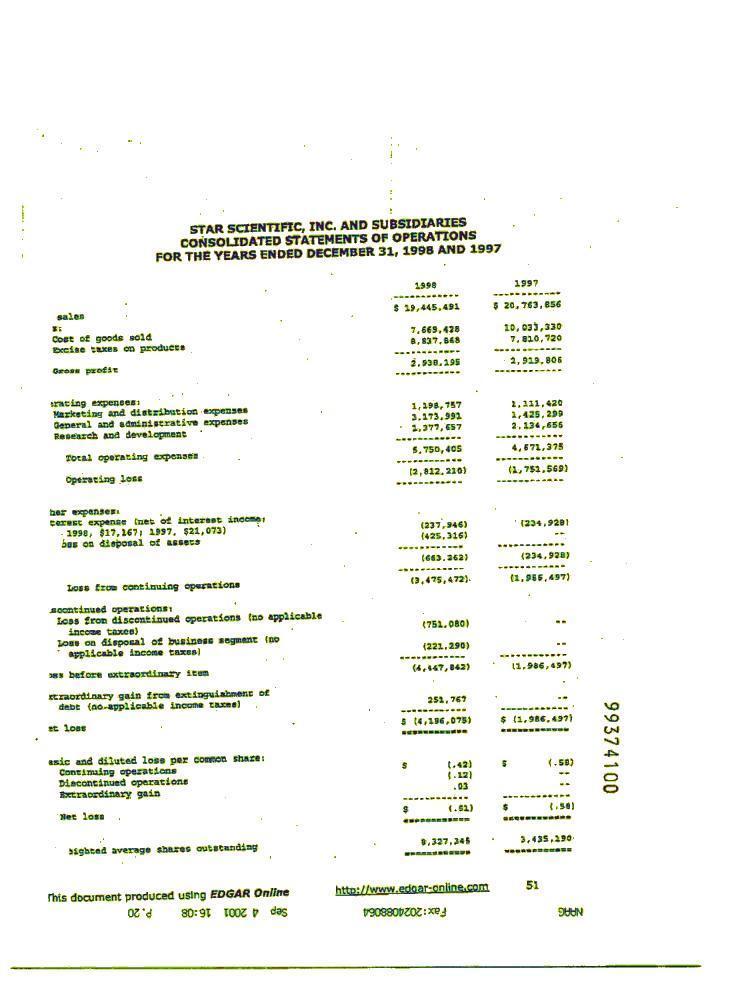 STAR SCIENTIFIC, INC. AND SUBSIDIARIES
CONSOLIDATED STATEMENTS OF OPERATIONS
FOR THE YEARS ENDED DECEMBER 31, 1998 AND 1997
1998 1997
sales $ 19,445,491 $ 20,763,856
s:
Cost of goods sold 7,669,428 10,033,330
Excise taxes on products 8,837,868 7,810,720
Gross profit 2,938,195 2,919,806
rating expenses:
Marketing and distribution expenses 1,198,757 1,111,420
General and administrative expenses 3,173,991 1,425,299
Research and development 1,377,657 2,134,656
Total operating expenses 5,750,405 4,671,375
Operating loss (2,812,210) (1,751,569)
her expenses:
terest expense (net of interest income;
1998, $17,167; 1997, $21,073) (237,946) (234,928)
oss on disposal of assets (425,316) --
(663,262) (234,928)
Loss from continuing operations (3,475,472) (1,986,497)
scontinued operations:
Loss from discontinued operations (no applicable
income taxes) (751,080) --
Loss on disposal of business segment (no
applicable income taxes) (221,290) --
oss before extraordinary item (4,447,842) (1,986,497)
xtraordinary gain from extinguishment of
debt (no applicable income taxes) 251,767 --
et loss $ (4,196,075) $ (1,986,497)
asic and diluted loss per common share:
Continuing operations $ (.42) $ (.58)
Discontinued operations (.12) --
Extraordinary gain .03 --
Net loss $ (.51) $ (.58)
eighted average shares outstanding 3,435,190
This document produced using EDGAR Online http://www.edgar-online.com 51
NAAG Fax:2024088064 Sep 4 2001 16:08 P.20
99374100